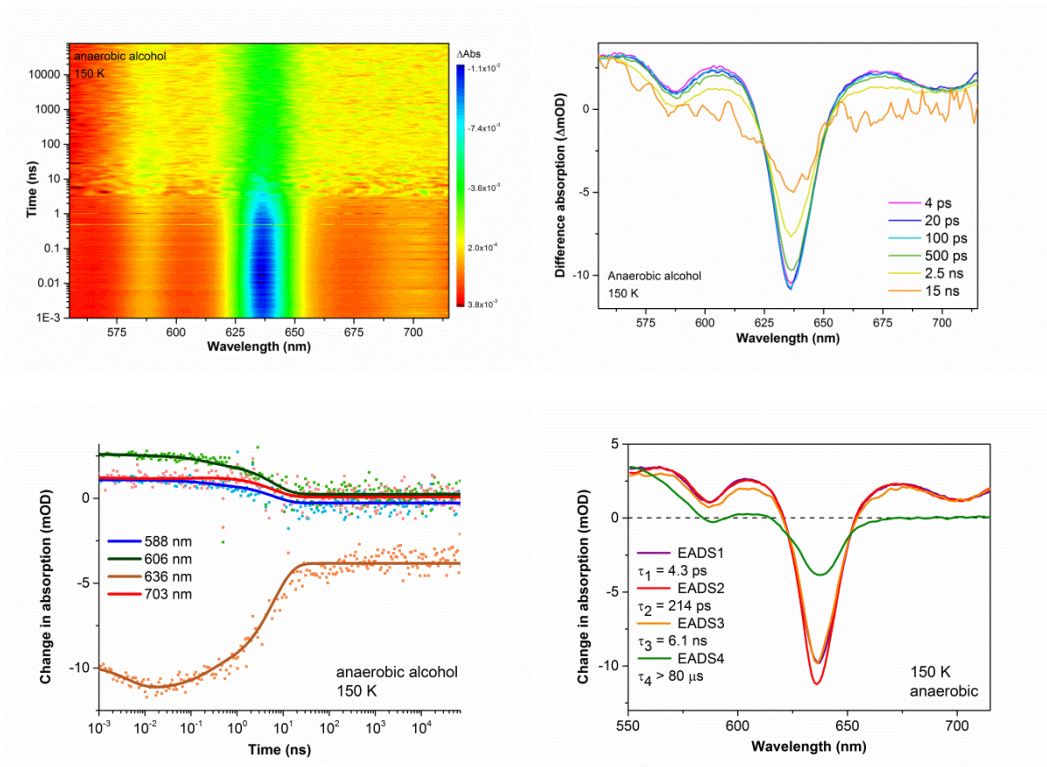 anaerobic alcohol
150 K
ΔAbs
-1.1x10⁻²
-7.4x10⁻³
-3.6x10⁻³
2.0x10⁻⁴
3.8x10⁻³
10000
1000
100
10
1
0.1
0.01
1E-3
Time (ns)
575 600 625 650 675 700
Wavelength (nm)
Difference absorption (ΔmOD)
0
-5
-10
4 ps
20 ps
100 ps
500 ps
2.5 ns
15 ns
Anaerobic alcohol
150 K
575 600 625 650 675 700
Wavelength (nm)
Change in absorption (mOD)
0
-5
-10
588 nm
606 nm
636 nm
703 nm
anaerobic alcohol
150 K
10⁻³ 10⁻² 10⁻¹ 10⁰ 10¹ 10² 10³ 10⁴
Time (ns)
Change in absorption (mOD)
5
0
-5
-10
EADS1
τ₁ = 4.3 ps
EADS2
τ₂ = 214 ps
EADS3
τ₃ = 6.1 ns
EADS4
τ₄ > 80 μs
150 K
anaerobic
550 600 650 700
Wavelength (nm)